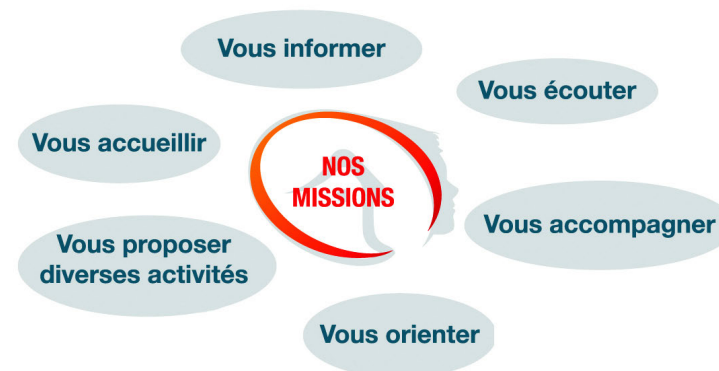 Vous informer
Vous écouter
Vous accueillir
NOS
MISSIONS
Vous accompagner
Vous proposer
diverses activités
Vous orienter